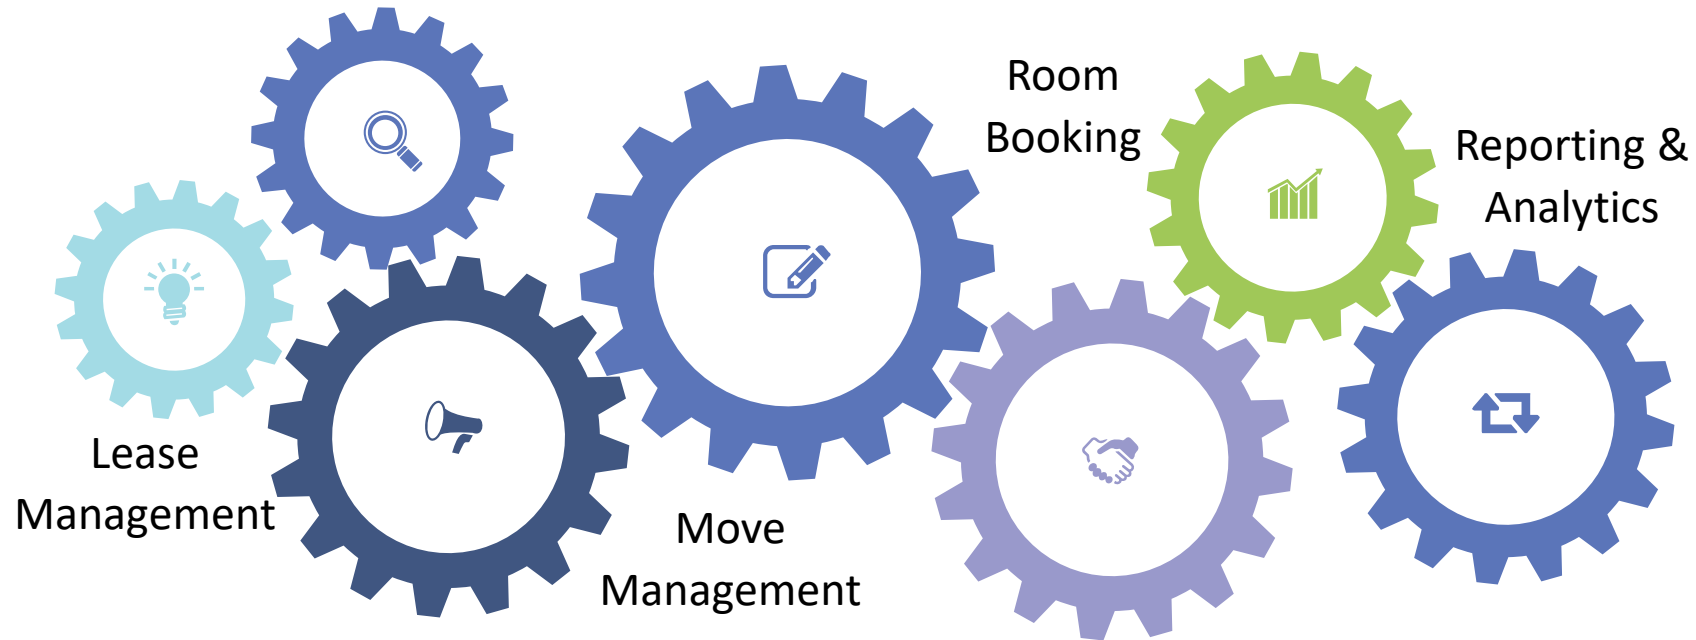 Lease
Management
Move
Management
Room
Booking
Reporting &
Analytics